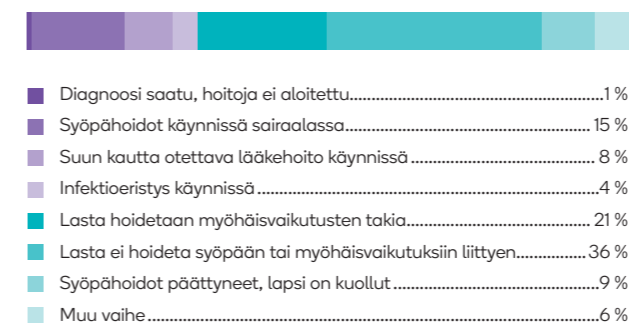 Diagnoosi saatu, hoitoja ei aloitettu.....1 %
Syöpähoidot käynnissä sairaalassa.....15 %
Suun kautta otettava lääkehoito käynnissä.....8 %
Infektioeristys käynnissä.....4 %
Lasta hoidetaan myöhäisvaikutusten takia.....21 %
Lasta ei hoideta syöpään tai myöhäisvaikutuksiin liittyen.....36 %
Syöpähoidot päättyneet, lapsi on kuollut.....9 %
Muu vaihe.....6 %